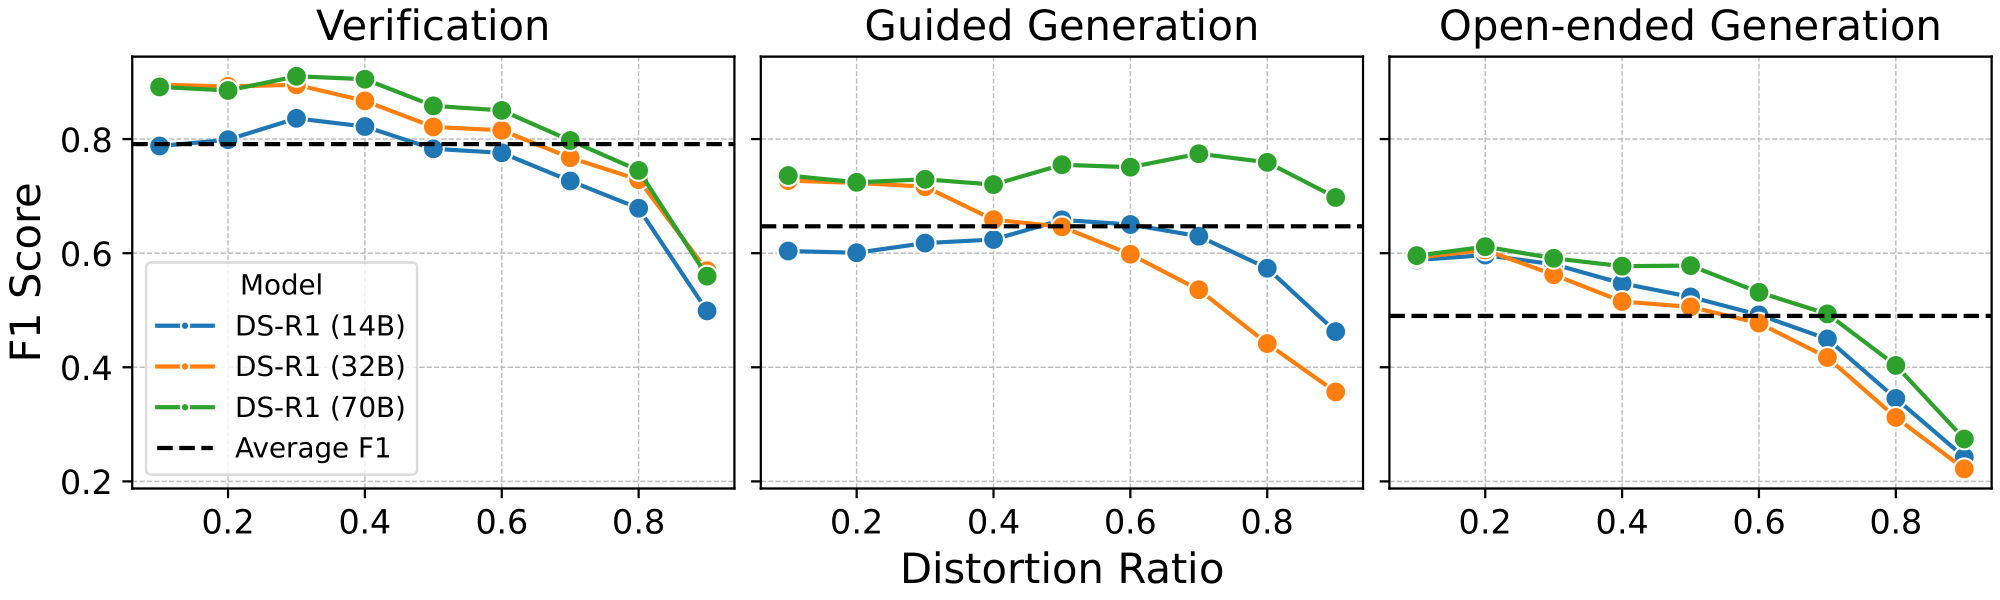 Verification
Guided Generation
Open-ended Generation
F1 Score
0.8
0.6
0.4
0.2
Model
DS-R1 (14B)
DS-R1 (32B)
DS-R1 (70B)
Average F1
0.2 0.4 0.6 0.8
0.2 0.4 0.6 0.8
0.2 0.4 0.6 0.8
Distortion Ratio